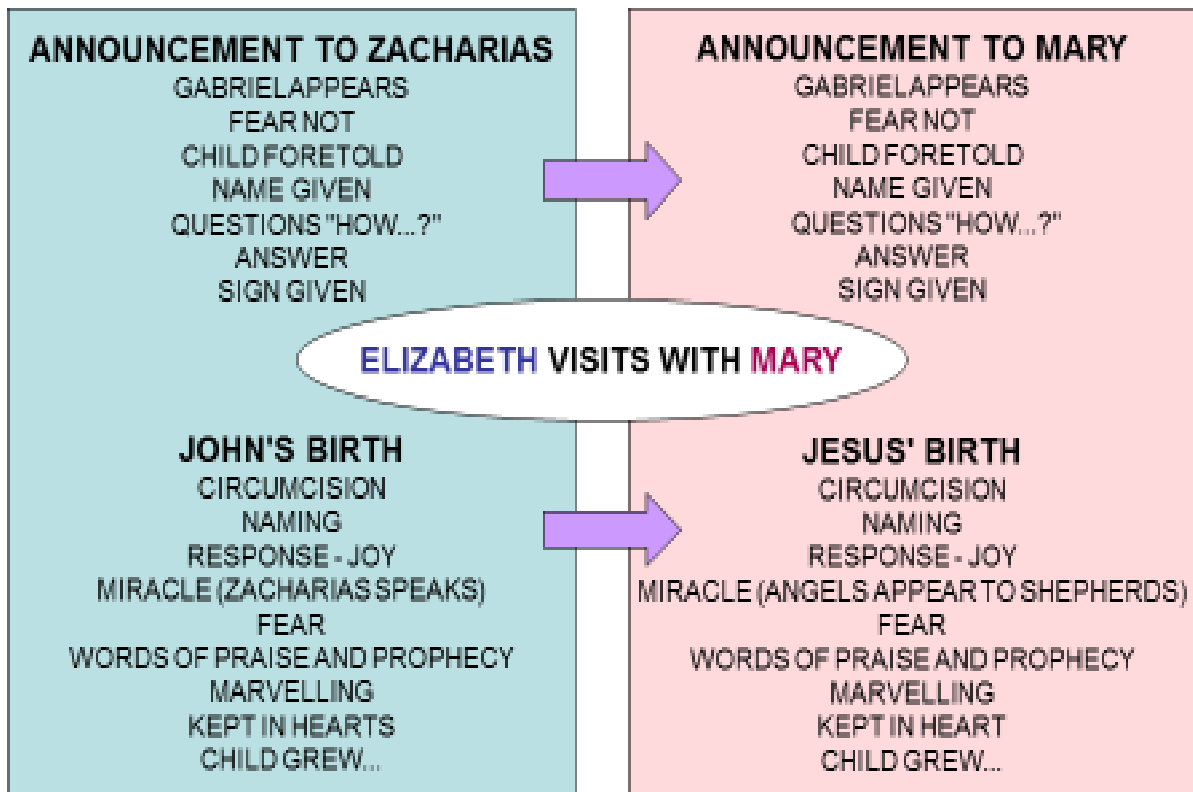 ANNOUNCEMENT TO ZACHARIAS
GABRIEL APPEARS
FEAR NOT
CHILD FORETOLD
NAME GIVEN
QUESTIONS "HOW...?"
ANSWER
SIGN GIVEN
ANNOUNCEMENT TO MARY
GABRIEL APPEARS
FEAR NOT
CHILD FORETOLD
NAME GIVEN
QUESTIONS "HOW...?"
ANSWER
SIGN GIVEN
ELIZABETH VISITS WITH MARY
JOHN'S BIRTH
CIRCUMCISION
NAMING
RESPONSE - JOY
MIRACLE (ZACHARIAS SPEAKS)
FEAR
WORDS OF PRAISE AND PROPHECY
MARVELLING
KEPT IN HEARTS
CHILD GREW...
JESUS' BIRTH
CIRCUMCISION
NAMING
RESPONSE - JOY
MIRACLE (ANGELS APPEAR TO SHEPHERDS)
FEAR
WORDS OF PRAISE AND PROPHECY
MARVELLING
KEPT IN HEART
CHILD GREW...